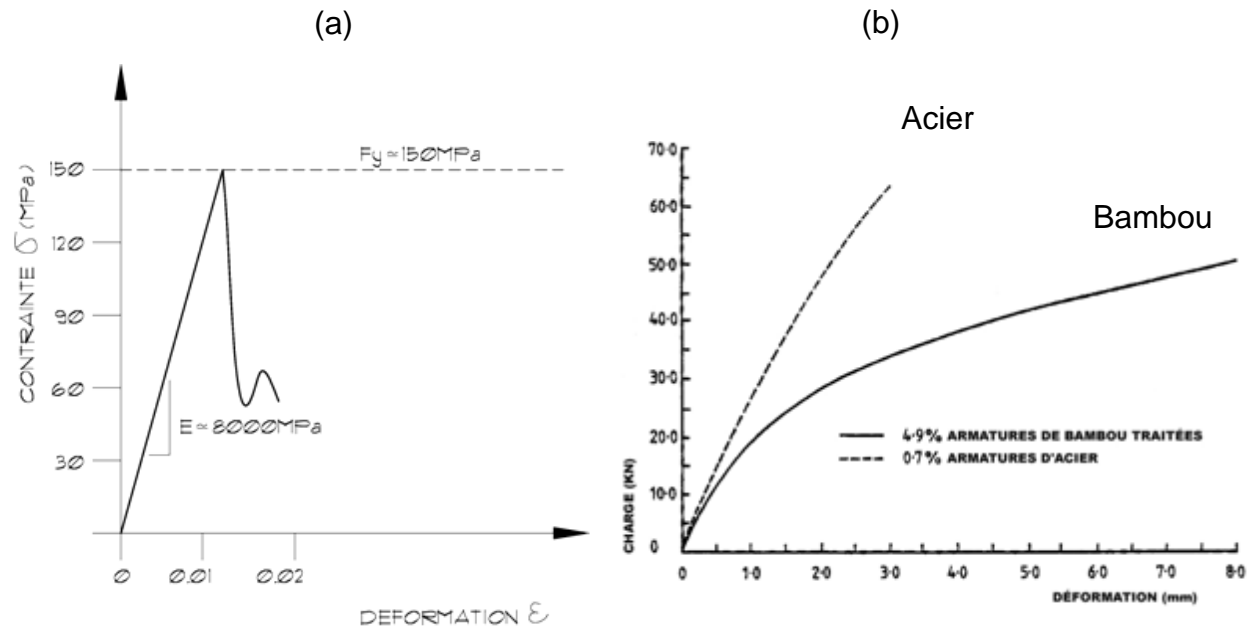 (a)
CONTRAINTE σ (MPa)
150
120
90
60
30
Fy ≃ 150MPa
E ≃ 8000MPa
0
0.01
0.02
DEFORMATION ε
(b)
Acier
Bambou
CHARGE (KN)
70·0
60·0
50·0
40·0
30·0
20·0
10·0
0
4·9% ARMATURES DE BAMBOU TRAITÉES
0·7% ARMATURES D'ACIER
0
1·0
2·0
3·0
4·0
5·0
6·0
7·0
8·0
DÉFORMATION (mm)